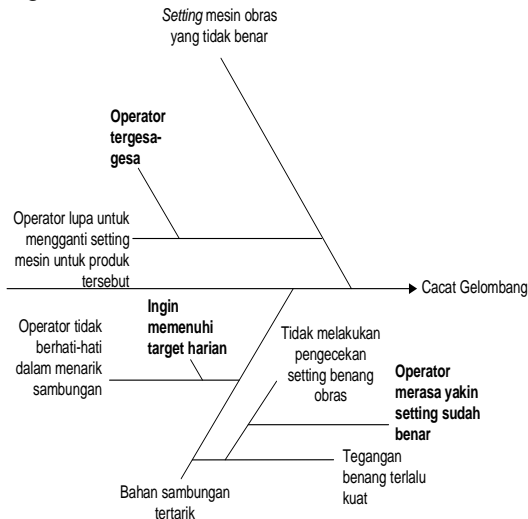 Setting mesin obras
yang tidak benar
Operator
tergesa-
gesa
Operator lupa untuk
mengganti setting
mesin untuk produk
tersebut
Cacat Gelombang
Ingin
memenuhi
target harian
Operator tidak
berhati-hati
dalam menarik
sambungan
Tidak melakukan
pengecekan
setting benang
obras
Operator
merasa yakin
setting sudah
benar
Tegangan
benang terlalu
kuat
Bahan sambungan
tertarik